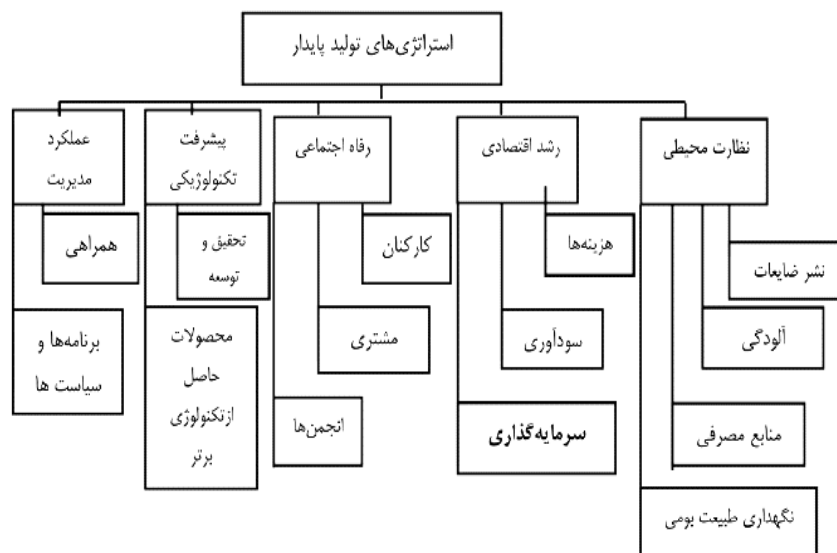 استراتژی‌های تولید پایدار
نظارت محیطی
رشد اقتصادی
رفاه اجتماعی
پیشرفت
تکنولوژیکی
عملکرد
مدیریت
نشر ضایعات
آلودگی
منابع مصرفی
نگهداری طبیعت بومی
هزینه‌ها
سودآوری
سرمایه‌گذاری
کارکنان
مشتری
انجمن‌ها
تحقیق و
توسعه
محصولات
حاصل
ازتکنولوژی
برتر
همراهی
برنامه‌ها و
سیاست ها